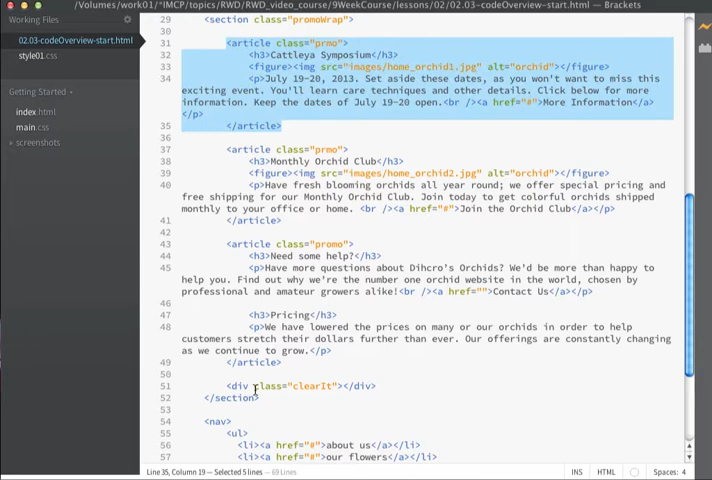 /Volumes/work01/*IMCP/topics/RWD/RWD_video_course/9WeekCourse/lessons/02/02.03-codeOverview-start.html — Brackets
Working Files
02.03-codeOverview-start.html
style01.css
Getting Started
index.html
main.css
screenshots
29 <section class="promoWrap">
30
31 <article class="prmo">
32 <h3>Cattleya Symposium</h3>
33 <figure><img src="images/home_orchid1.jpg" alt="orchid"></figure>
34 <p>July 19-20, 2013. Set aside these dates, as you won't want to miss this
exciting event. You'll learn care techniques and other details. Click below for more
information. Keep the dates of July 19-20 open.<br /><a href="#">More Information</a>
</p>
35 </article>
36
37 <article class="prmo">
38 <h3>Monthly Orchid Club</h3>
39 <figure><img src="images/home_orchid2.jpg" alt="orchid"></figure>
40 <p>Have fresh blooming orchids all year round; we offer special pricing and
free shipping for our Monthly Orchid Club. Join today to get colorful orchids shipped
monthly to your office or home. <br /><a href="#">Join the Orchid Club</a></p>
41 </article>
42
43 <article class="promo">
44 <h3>Need some help?</h3>
45 <p>Have more questions about Dihcro's Orchids? We'd be more than happy to
help you. Find out why we're the number one orchid website in the world, chosen by
professional and amateur growers alike!<br /><a href="">Contact Us</a></p>
46
47 <h3>Pricing</h3>
48 <p>We have lowered the prices on many or our orchids in order to help
customers stretch their dollars further than ever. Our offerings are constantly changing
as we continue to grow.</p>
49 </article>
50
51 <div class="clearIt"></div>
52 </section>
53
54 <nav>
55 <ul>
56 <li><a href="#">about us</a></li>
57 <li><a href="#">our flowers</a></li>
Line 35, Column 19 — Selected 5 lines — 69 Lines
INS HTML Spaces: 4